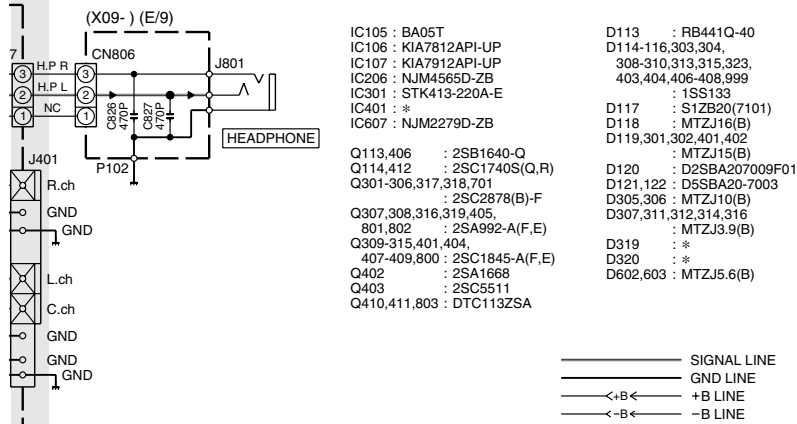 (X09- ) (E/9)
7
CN806
J801
H.P R
3
3
H.P L
2
2
NC
1
1
C826
470P
C827
470P
HEADPHONE
P102
J401
R.ch
GND
GND
L.ch
C.ch
GND
GND
GND
IC105 : BA05T
IC106 : KIA7812API-UP
IC107 : KIA7912API-UP
IC206 : NJM4565D-ZB
IC301 : STK413-220A-E
IC401 : *
IC607 : NJM2279D-ZB
Q113,406 : 2SB1640-Q
Q114,412 : 2SC1740S(Q,R)
Q301-306,317,318,701
: 2SC2878(B)-F
Q307,308,316,319,405,
801,802 : 2SA992-A(F,E)
Q309-315,401,404,
407-409,800 : 2SC1845-A(F,E)
Q402 : 2SA1668
Q403 : 2SC5511
Q410,411,803 : DTC113ZSA
D113 : RB441Q-40
D114-116,303,304,
308-310,313,315,323,
403,404,406-408,999
: 1SS133
D117 : S1ZB20(7101)
D118 : MTZJ16(B)
D119,301,302,401,402
: MTZJ15(B)
D120 : D2SBA207009F01
D121,122 : D5SBA20-7003
D305,306 : MTZJ10(B)
D307,311,312,314,316
: MTZJ3.9(B)
D319 : *
D320 : *
D602,603 : MTZJ5.6(B)
SIGNAL LINE
GND LINE
+B +B LINE
-B -B LINE